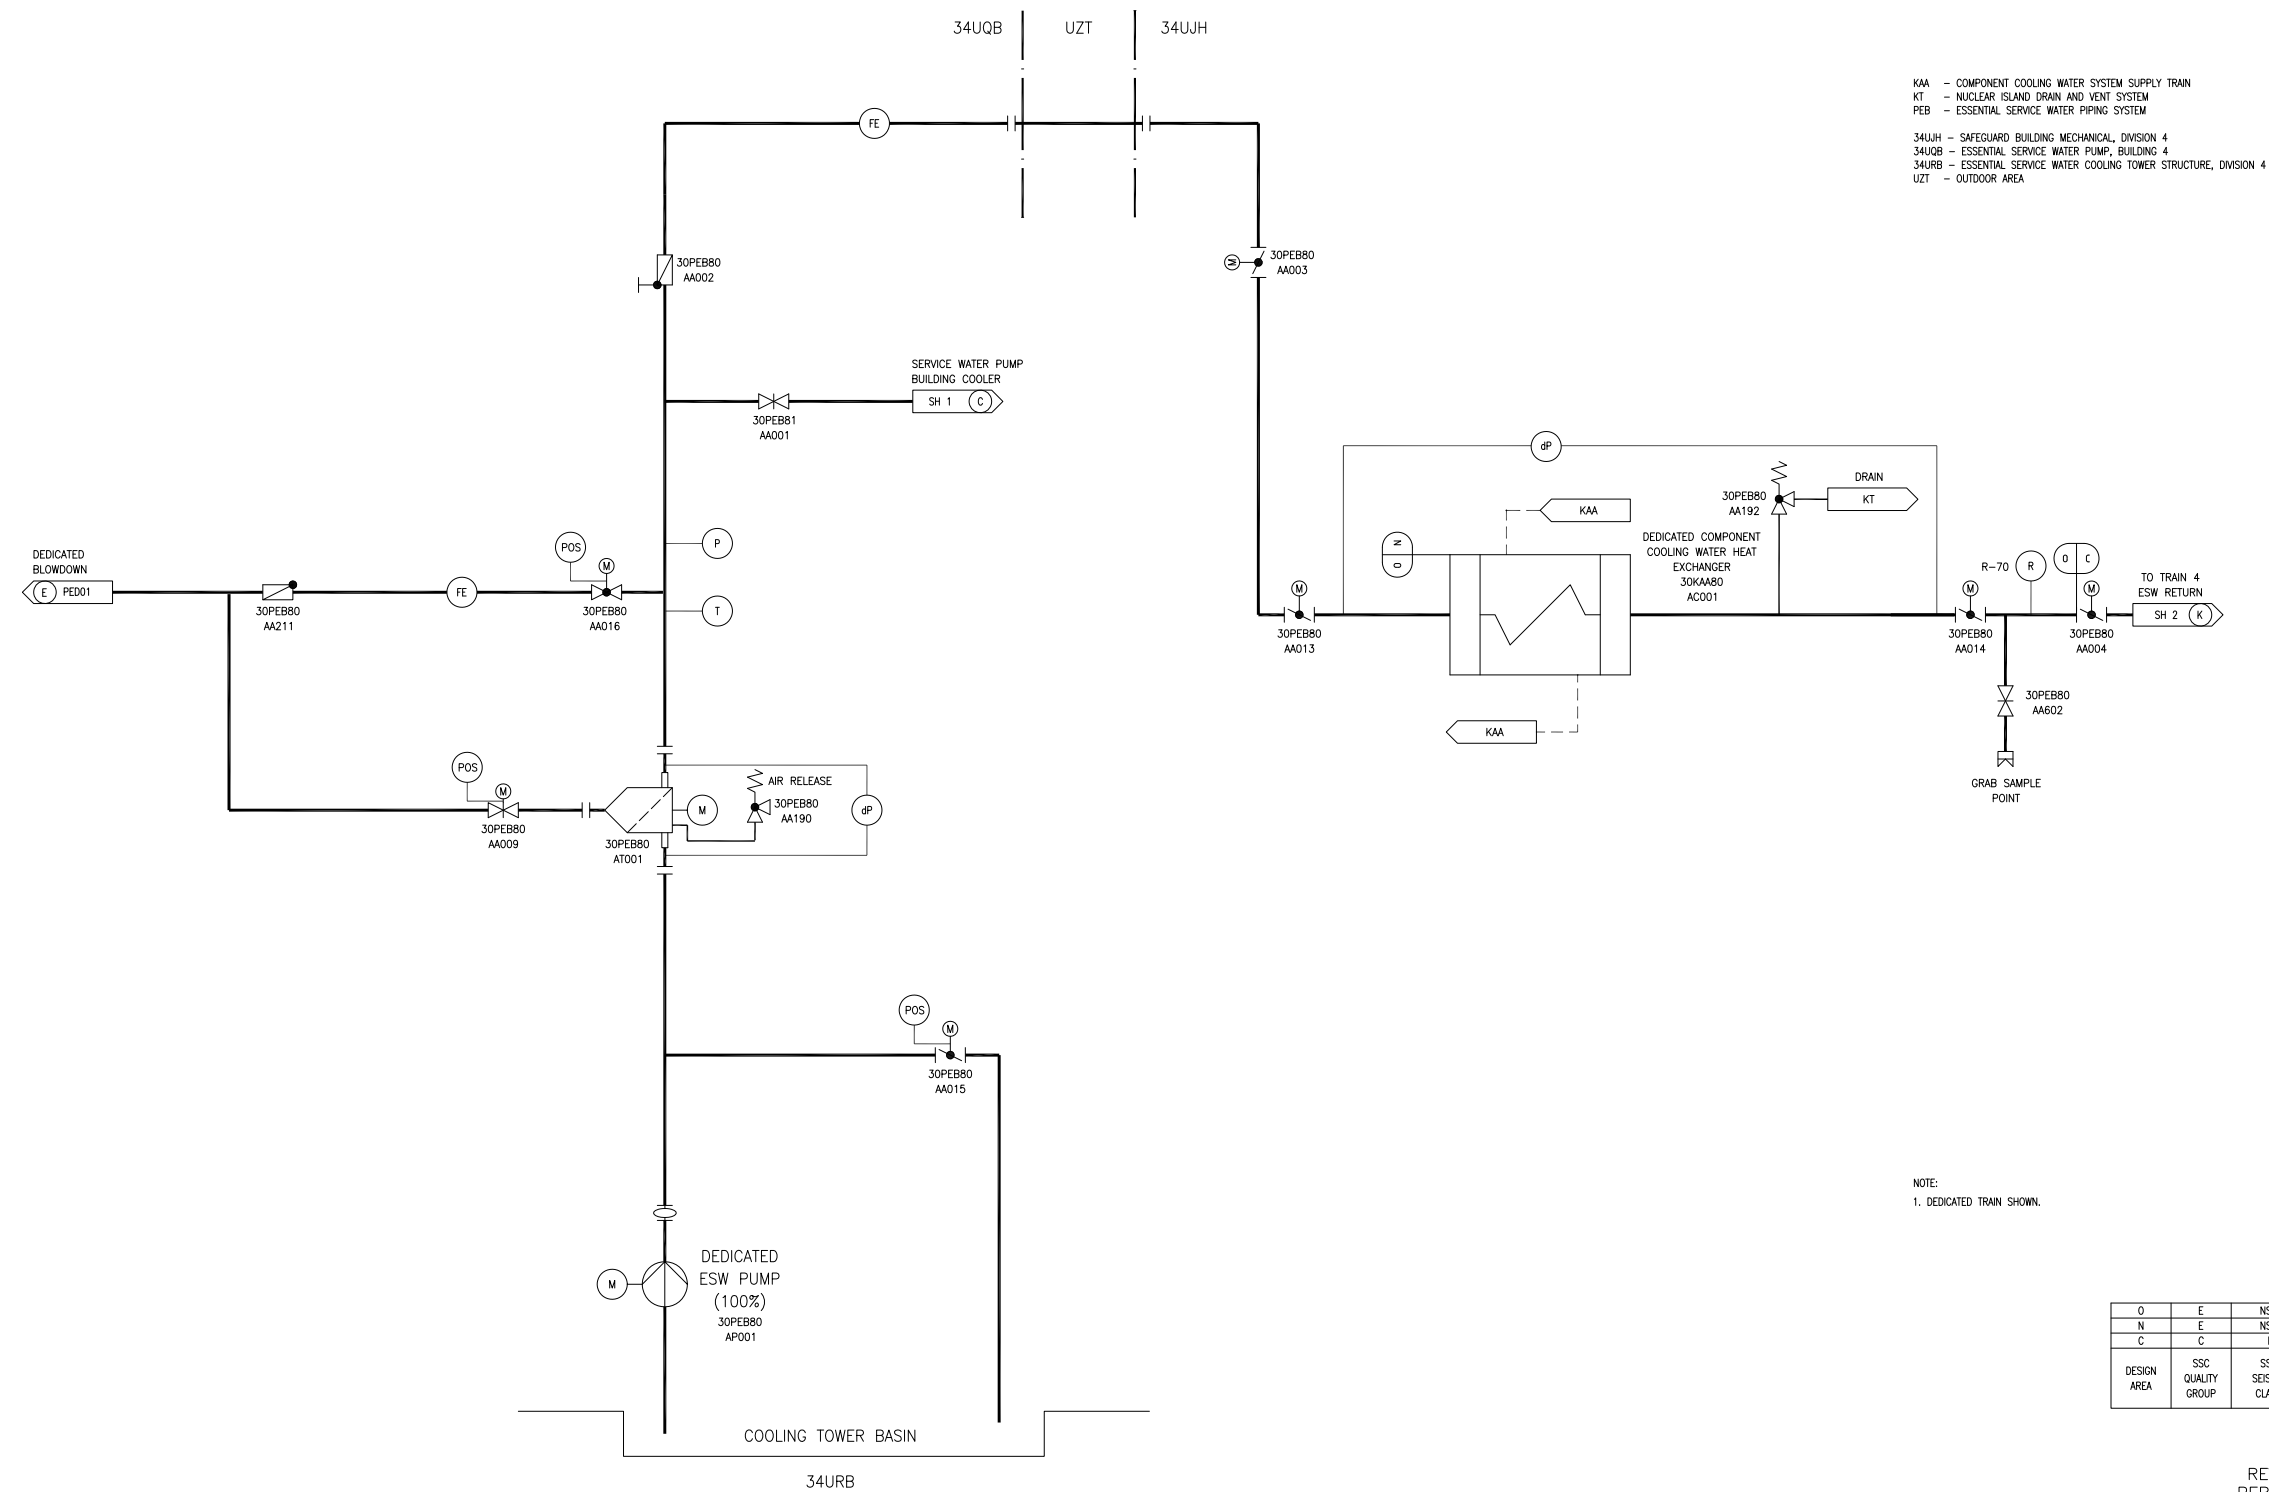 34UQB
UZT
34UJH
KAA – COMPONENT COOLING WATER SYSTEM SUPPLY TRAIN
KT – NUCLEAR ISLAND DRAIN AND VENT SYSTEM
PEB – ESSENTIAL SERVICE WATER PIPING SYSTEM
34UJH – SAFEGUARD BUILDING MECHANICAL, DIVISION 4
34UQB – ESSENTIAL SERVICE WATER PUMP, BUILDING 4
34URB – ESSENTIAL SERVICE WATER COOLING TOWER STRUCTURE, DIVISION 4
UZT – OUTDOOR AREA
FE
30PEB80
AA002
M
30PEB80
AA003
SERVICE WATER PUMP
BUILDING COOLER
SH 1 C
30PEB81
AA001
dP
DRAIN
KT
30PEB80
AA192
KAA
DEDICATED COMPONENT
COOLING WATER HEAT
EXCHANGER
30KAA80
AC001
O N
P
POS
M
DEDICATED
BLOWDOWN
E PED01
FE
30PEB80
AA211
30PEB80
AA016
T
M
30PEB80
AA013
R-70
R
O C
M
M
TO TRAIN 4
ESW RETURN
SH 2 K
30PEB80
AA014
30PEB80
AA004
30PEB80
AA602
KAA
GRAB SAMPLE
POINT
POS
M
AIR RELEASE
30PEB80
AA190
M
dP
30PEB80
AA009
30PEB80
AT001
POS
M
30PEB80
AA015
NOTE:
1. DEDICATED TRAIN SHOWN.
DEDICATED
ESW PUMP
(100%)
30PEB80
AP001
M
O E
N E
C C
DESIGN
AREA
SSC
QUALITY
GROUP
COOLING TOWER BASIN
34URB